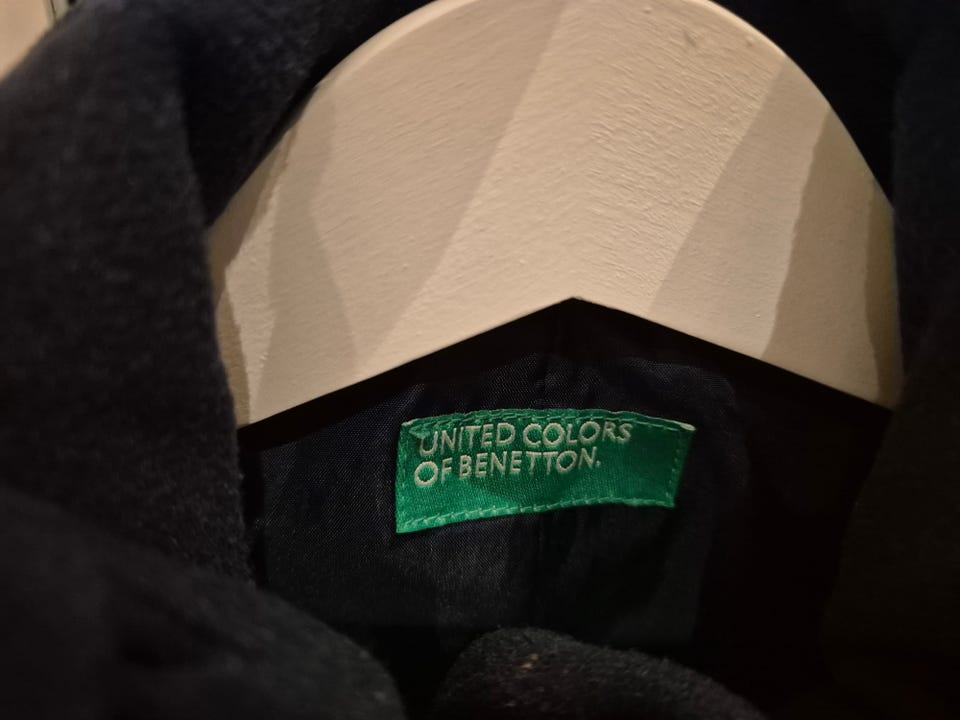 UNITED COLORS
OF BENETTON.